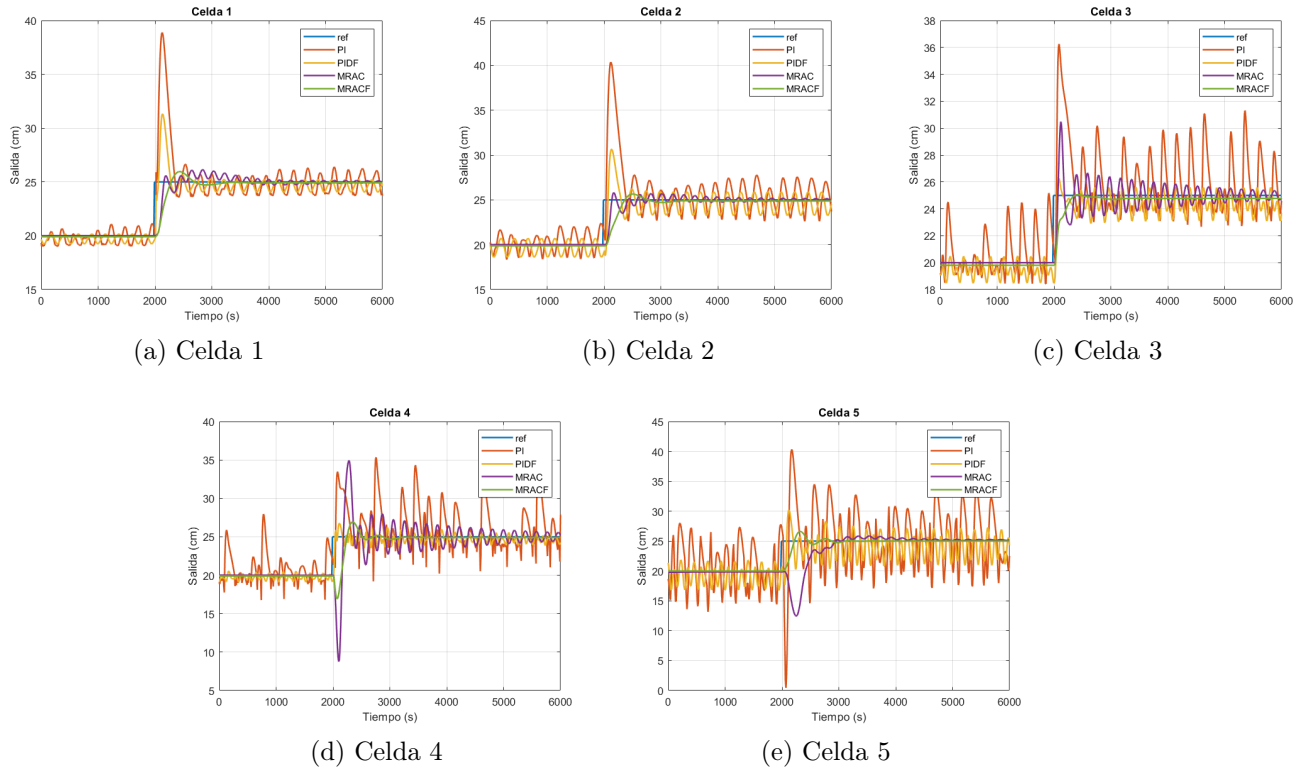 Celda 1
Salida (cm)
40
35
30
25
20
15
0 1000 2000 3000 4000 5000 6000
Tiempo (s)
ref
PI
PIDF
MRAC
MRACF
(a) Celda 1
Celda 2
Salida (cm)
45
40
35
30
25
20
15
0 1000 2000 3000 4000 5000 6000
Tiempo (s)
ref
PI
PIDF
MRAC
MRACF
(b) Celda 2
Celda 3
Salida (cm)
38
36
34
32
30
28
26
24
22
20
18
0 1000 2000 3000 4000 5000 6000
Tiempo (s)
ref
PI
PIDF
MRAC
MRACF
(c) Celda 3
Celda 4
Salida (cm)
40
35
30
25
20
15
10
5
0 1000 2000 3000 4000 5000 6000
Tiempo (s)
ref
PI
PIDF
MRAC
MRACF
(d) Celda 4
Celda 5
Salida (cm)
45
40
35
30
25
20
15
10
5
0
0 1000 2000 3000 4000 5000 6000
Tiempo (s)
ref
PI
PIDF
MRAC
MRACF
(e) Celda 5